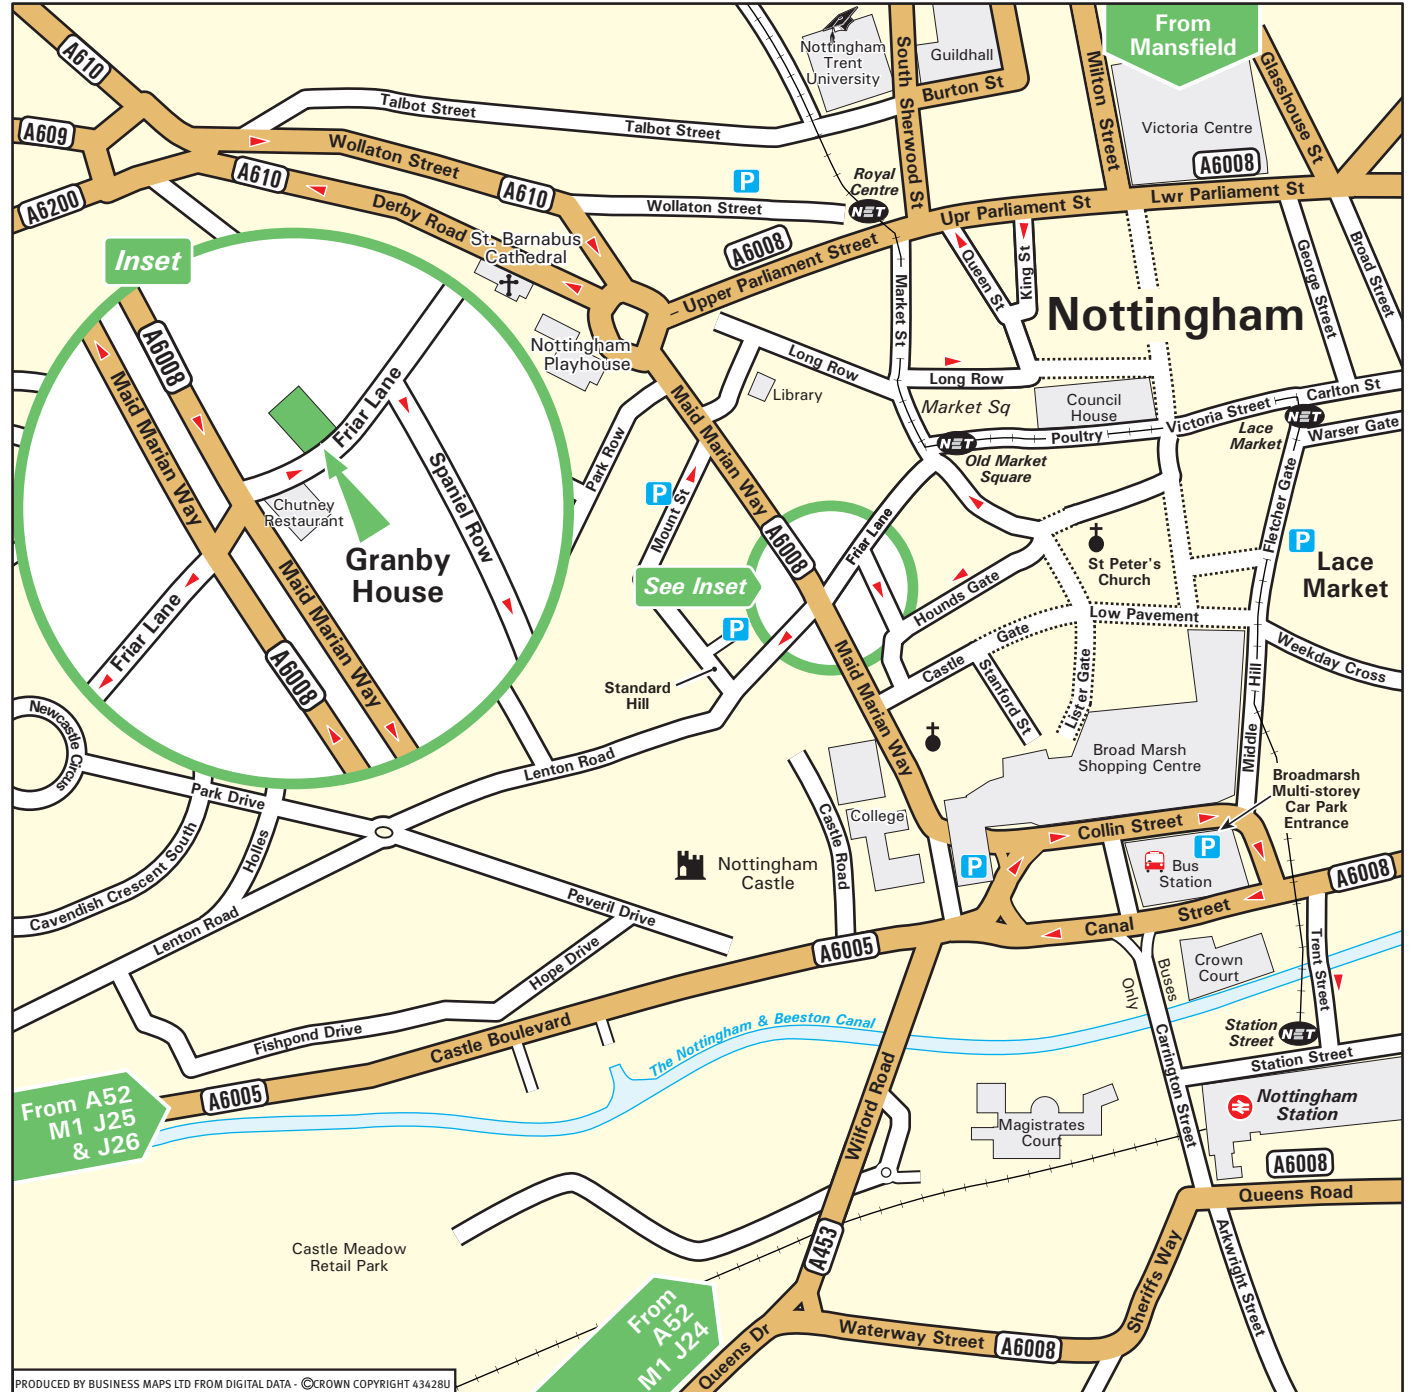 From
Mansfield
A610
A609
A6200
Talbot Street
Talbot Street
Nottingham
Trent
University
South Sherwood St
Guildhall
Burton St
Milton Street
Glasshouse St
Victoria Centre
A6008
Wollaston Street
A610
A610
Derby Road
P
Wollaton Street
Royal
Centre
NET
Upr Parliament St
Lwr Parliament St
A6008
Upper Parliament Street
St. Barnabus
Cathedral
Inset
Market St
Queen St
King St
George Street
Broad Street
Nottingham
Nottingham
Playhouse
Long Row
Long Row
Library
Market Sq
Council
House
Carlton St
Victoria Street
Lace
Market
NET
Warser Gate
NET
Poultry
Old Market
Square
A6008
Maid Marian Way
Friar Lane
Chutney
Restaurant
Spaniel Row
Granby
House
Maid Marian Way
Friar Lane
A6008
Park Row
P
Mount St
Maid Marian Way
A6008
Friar Lane
See Inset
P
Standard
Hill
Hounds Gate
St Peter's
Church
Fletcher Gate
P
Lace
Market
Low Pavement
Castle Gate
Stanford St
Lister Gate
Weekday Cross
Middle Hill
Maid Marian Way
Newcastle Circus
Park Drive
Lenton Road
Broad Marsh
Shopping Centre
Broadmarsh
Multi-storey
Car Park
Entrance
College
Castle Road
Collin Street
P
P
Bus
Station
A6008
Nottingham
Castle
Cavendish Crescent South
Holles
Lenton Road
Peveril Drive
Hope Drive
A6005
Canal Street
Crown
Court
Buses
Only
Trent Street
Fishpond Drive
Castle Boulevard
The Nottingham & Beeston Canal
Station
Street
NET
Station Street
Carrington Street
From A52
M1 J25
& J26
A6005
Wilford Road
Magistrates
Court
Nottingham
Station
A6008
Queens Road
Castle Meadow
Retail Park
A453
Arkwright Street
Sheriffs Way
From
A52
M1 J24
Queens Dr
Waterway Street
A6008
PRODUCED BY BUSINESS MAPS LTD FROM DIGITAL DATA - ©CROWN COPYRIGHT 43428U